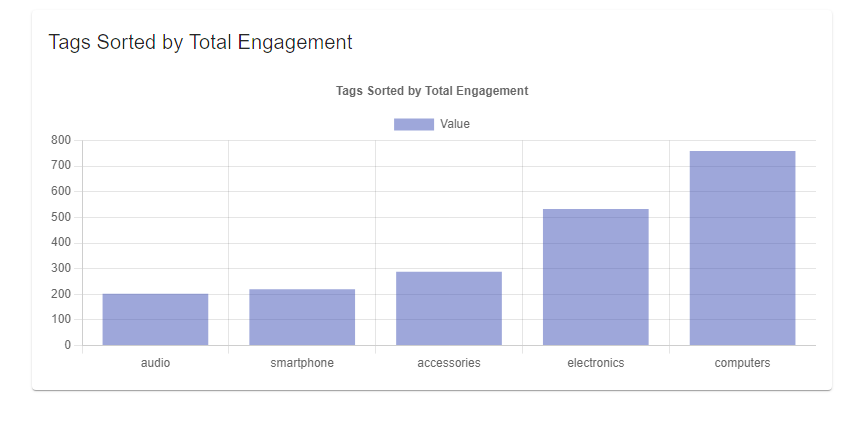 Tags Sorted by Total Engagement
Tags Sorted by Total Engagement
Value
800
700
600
500
400
300
200
100
0
audio smartphone accessories electronics computers